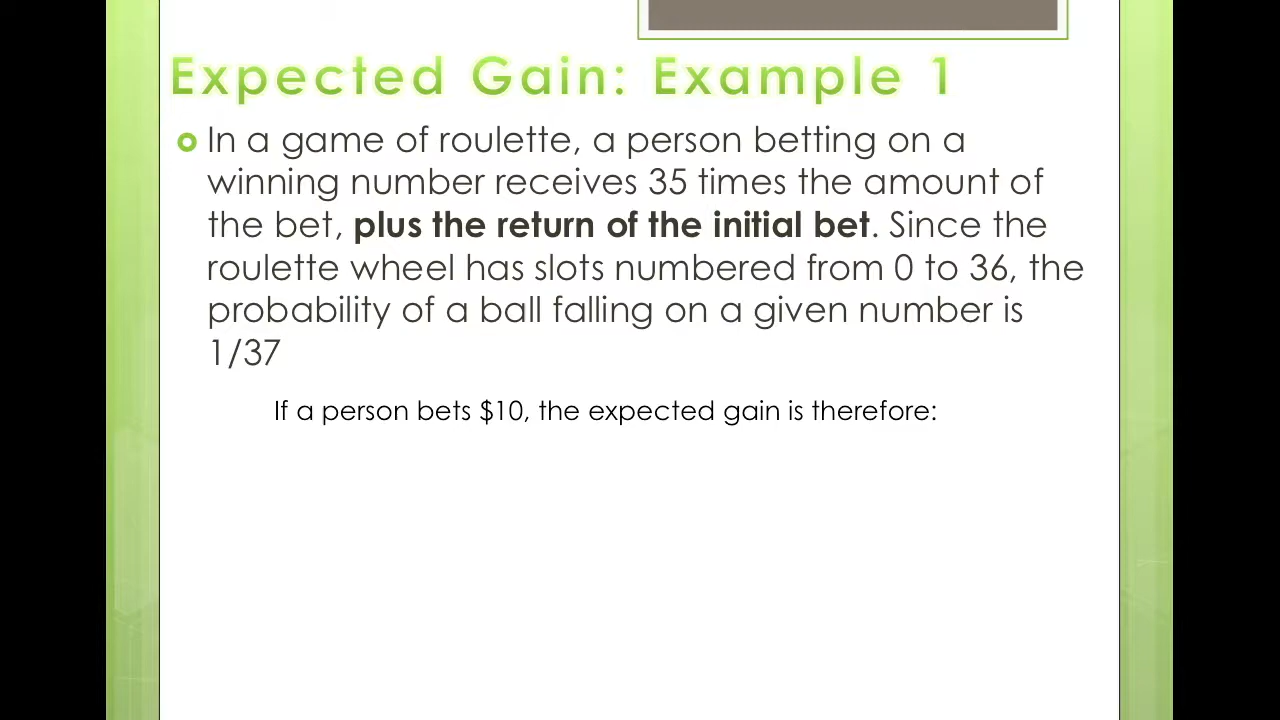 Expected Gain: Example 1
In a game of roulette, a person betting on a
winning number receives 35 times the amount of
the bet, plus the return of the initial bet. Since the
roulette wheel has slots numbered from 0 to 36, the
probability of a ball falling on a given number is
1/37
If a person bets $10, the expected gain is therefore: